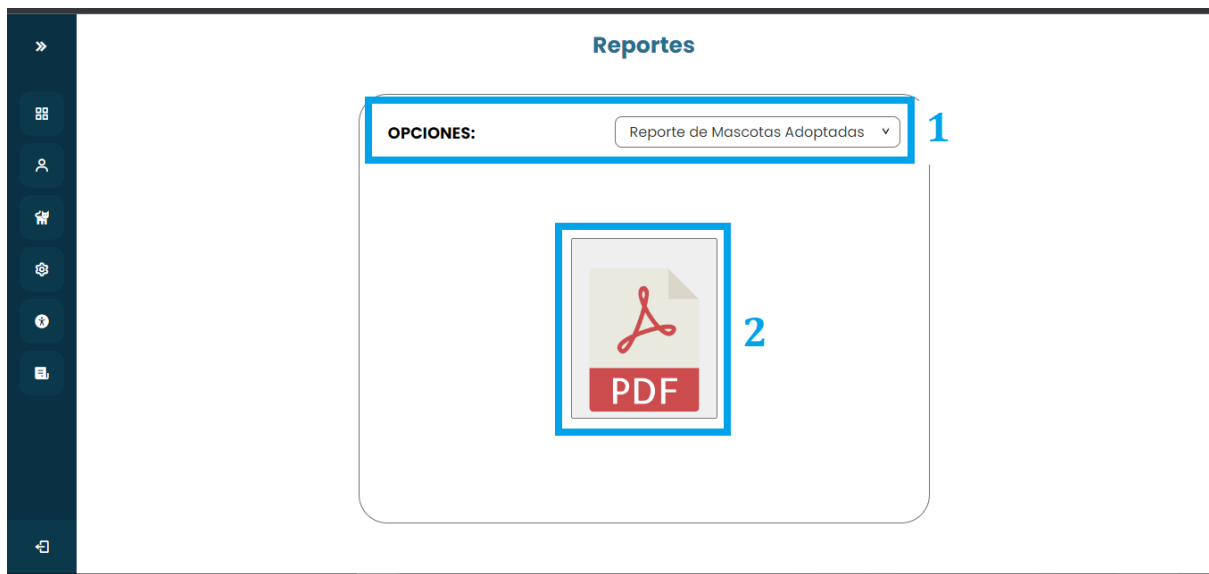 Reportes
OPCIONES:
Reporte de Mascotas Adoptadas
1
PDF
2